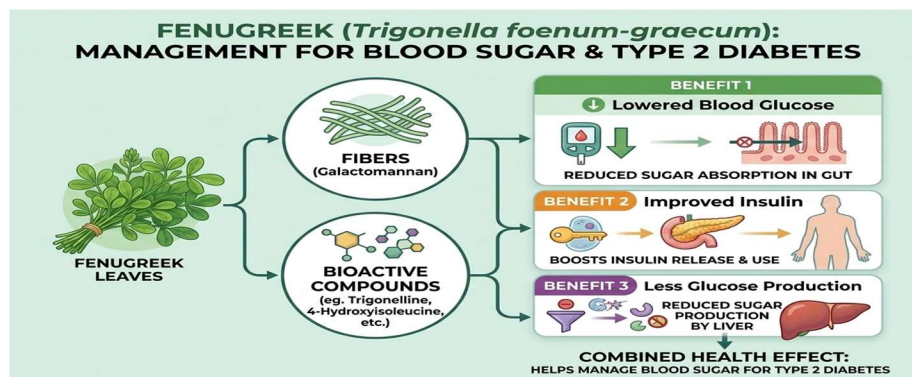 FENUGREEK (Trigonella foenum-graecum):
MANAGEMENT FOR BLOOD SUGAR & TYPE 2 DIABETES
FENUGREEK
LEAVES
FIBERS
(Galactomannan)
BIOACTIVE
COMPOUNDS
(eg. Trigonelline,
4-Hydroxyisoleucine,
etc.)
BENEFIT 1
Lowered Blood Glucose
REDUCED SUGAR ABSORPTION IN GUT
BENEFIT 2 Improved Insulin
BOOSTS INSULIN RELEASE & USE
BENEFIT 3 Less Glucose Production
REDUCED SUGAR
PRODUCTION
BY LIVER
COMBINED HEALTH EFFECT:
HELPS MANAGE BLOOD SUGAR FOR TYPE 2 DIABETES